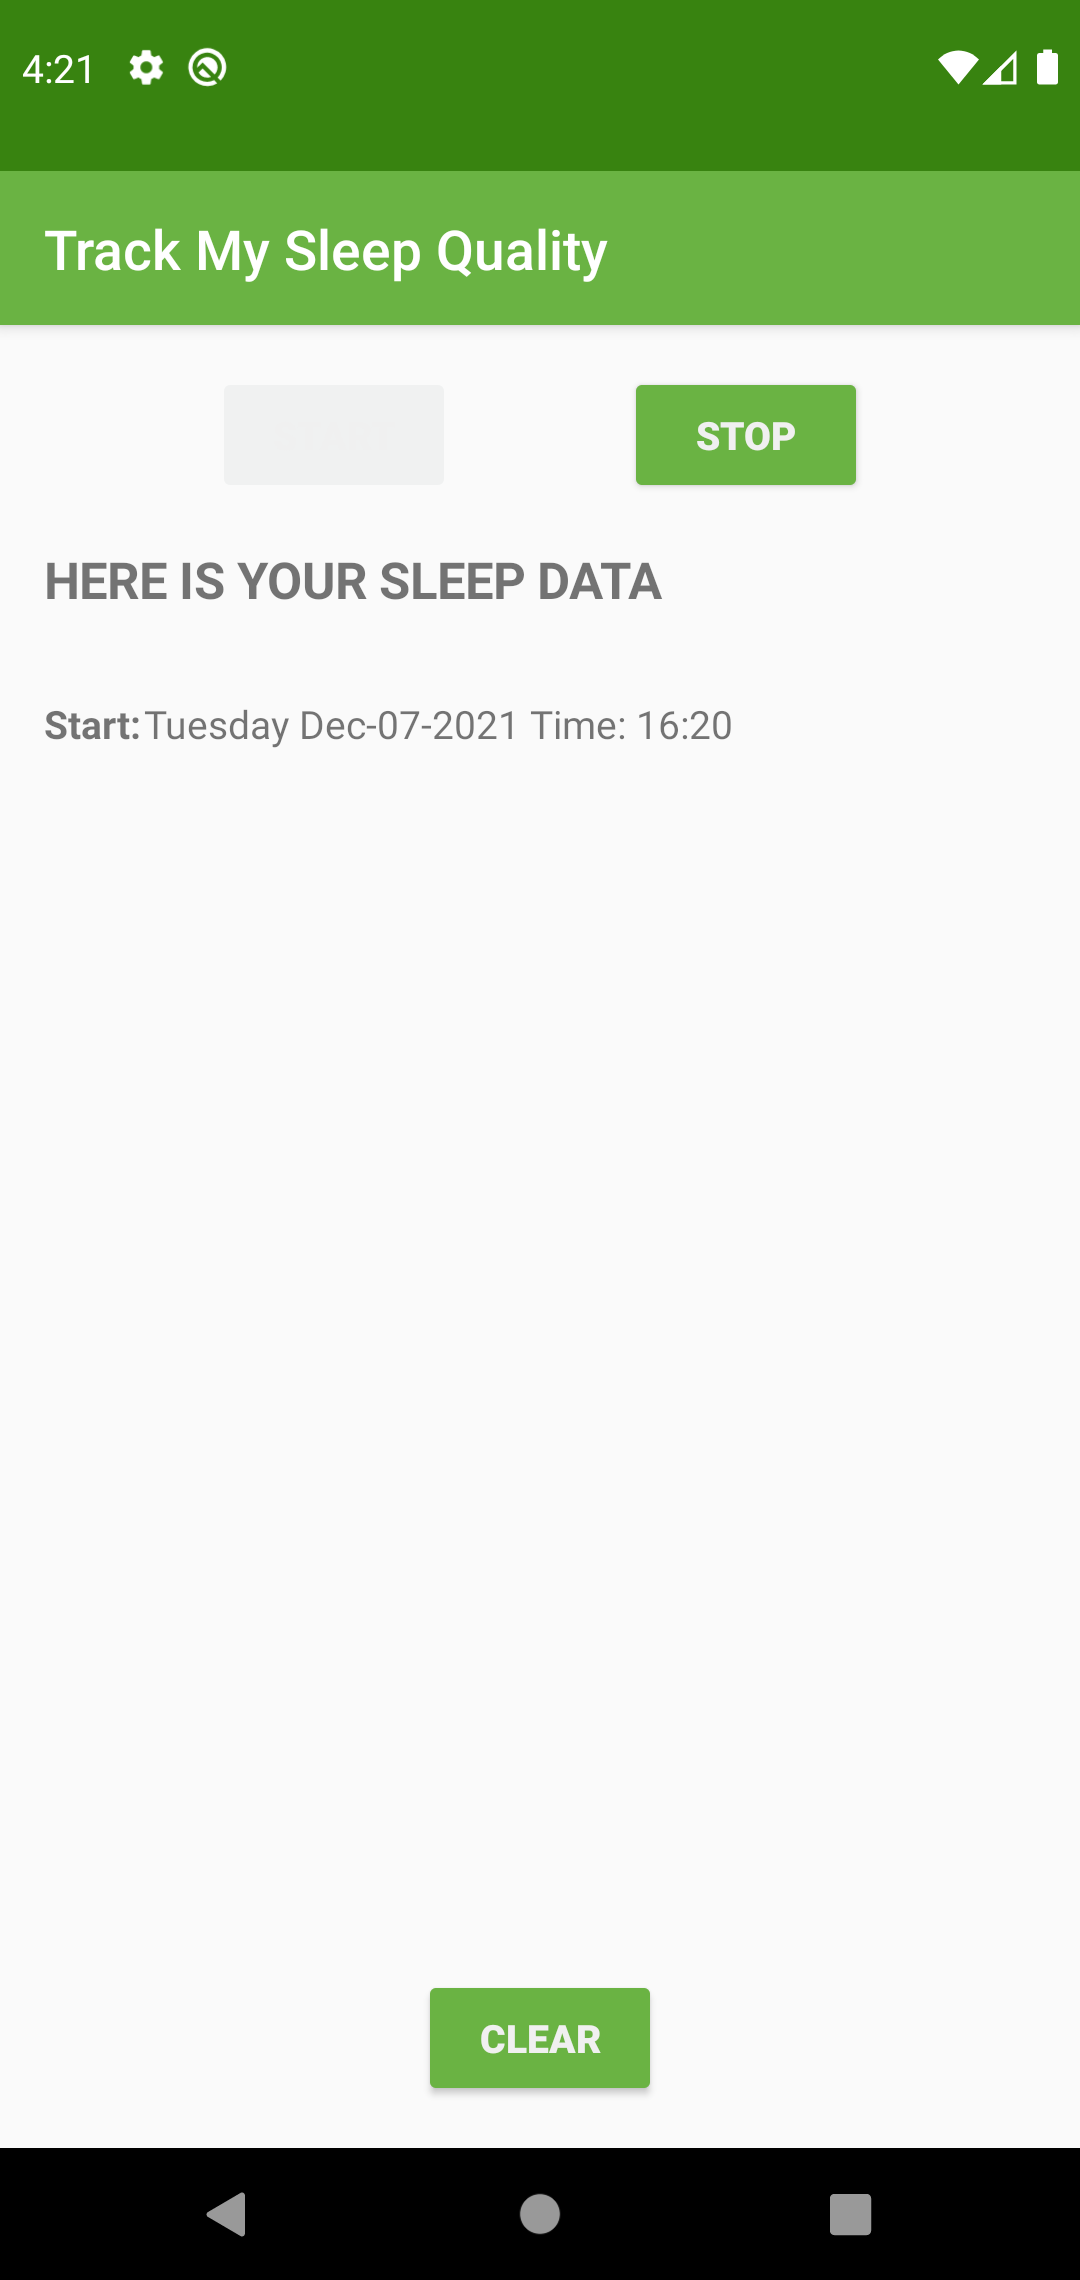 4:21
Track My Sleep Quality
START
STOP
HERE IS YOUR SLEEP DATA
Start: Tuesday Dec-07-2021 Time: 16:20
CLEAR